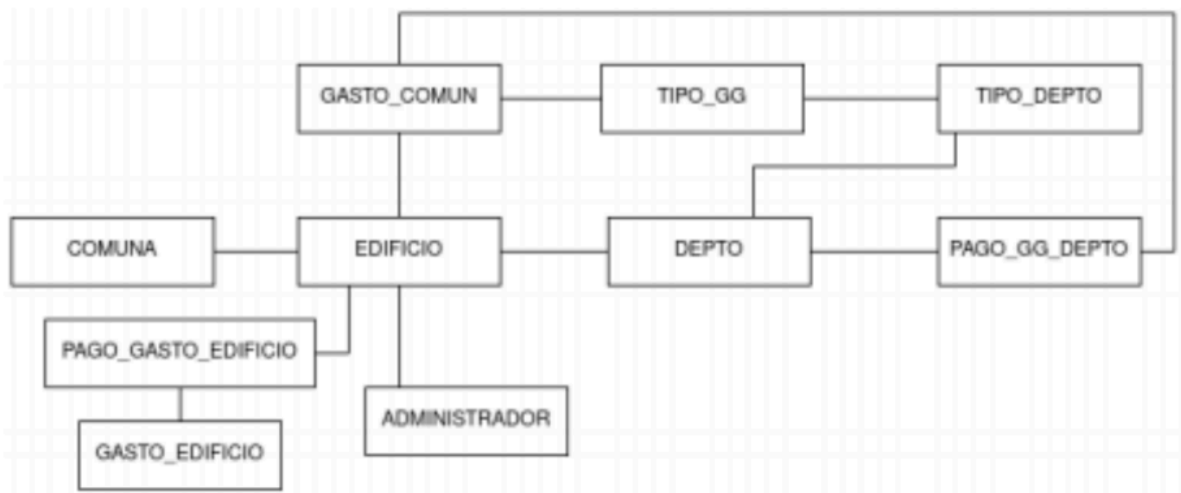 GASTO_COMUN
TIPO_GG
TIPO_DEPTO
COMUNA
EDIFICIO
DEPTO
PAGO_GG_DEPTO
PAGO_GASTO_EDIFICIO
ADMINISTRADOR
GASTO_EDIFICIO